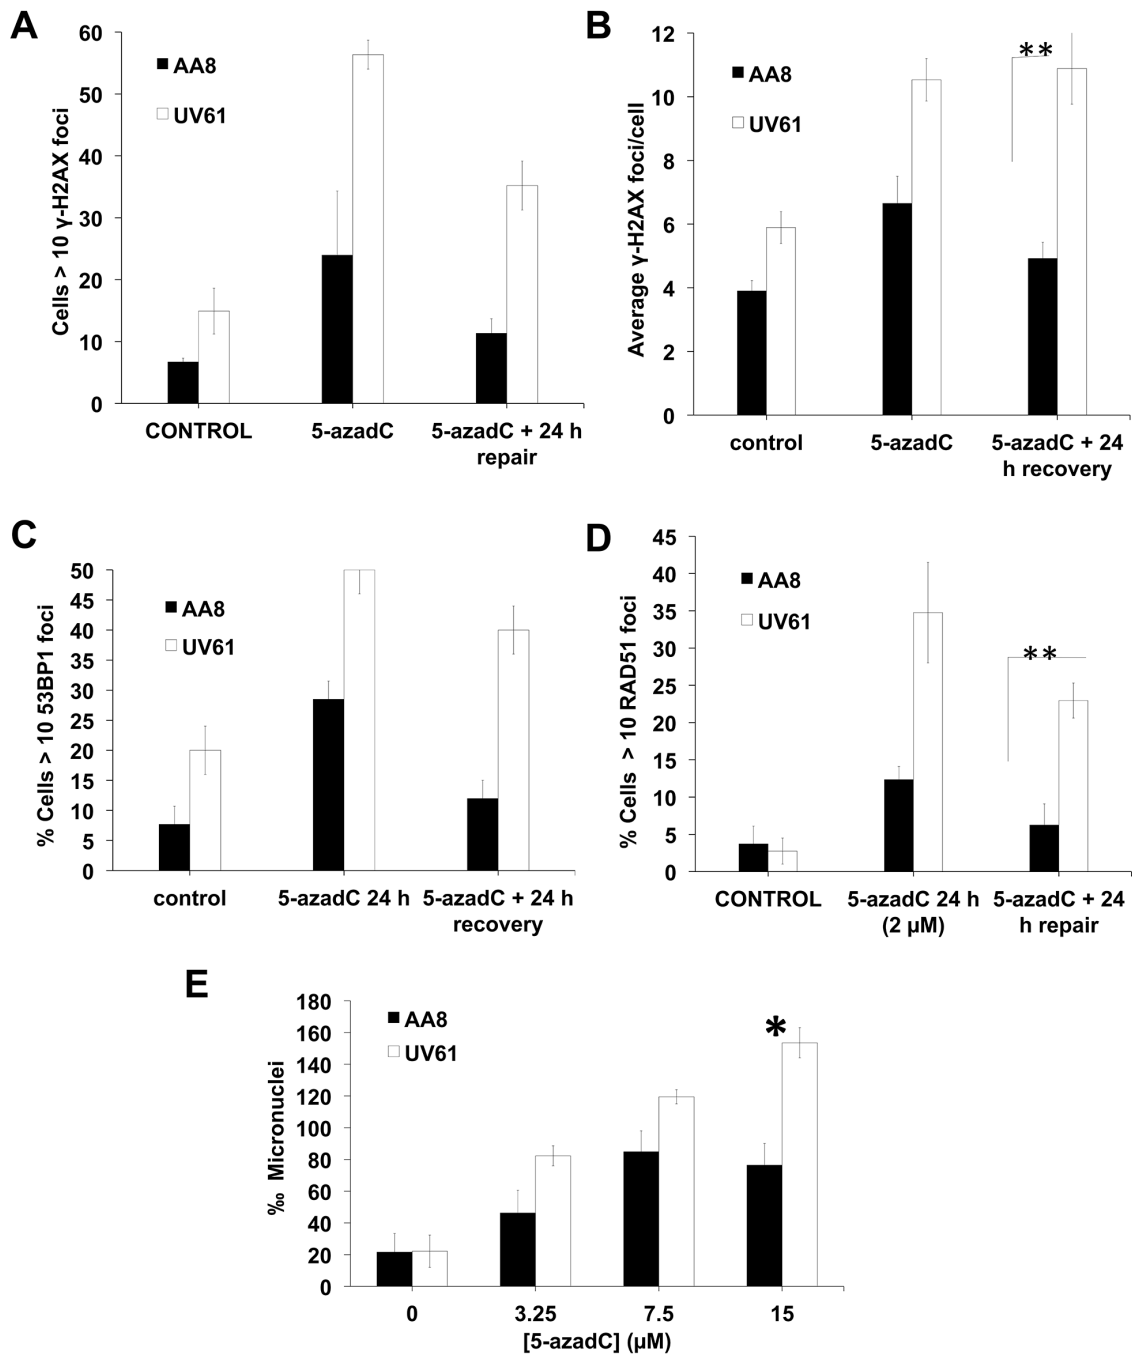 A
Cells > 10 γ-H2AX foci
60
50
40
30
20
10
0
AA8
UV61
CONTROL
5-azadC
5-azadC + 24 h
repair
B
Average γ-H2AX foci/cell
12
10
8
6
4
2
0
AA8
UV61
**
control
5-azadC
5-azadC + 24
h recovery
C
% Cells > 10 53BP1 foci
50
45
40
35
30
25
20
15
10
5
0
AA8
UV61
control
5-azadC 24 h
5-azadC + 24 h
recovery
D
% Cells > 10 RAD51 foci
45
40
35
30
25
20
15
10
5
0
AA8
UV61
**
CONTROL
5-azadC 24 h
(2 µM)
5-azadC + 24
h repair
E
‰ Micronuclei
180
160
140
120
100
80
60
40
20
0
AA8
UV61
*
0
3.25
7.5
15
[5-azadC] (µM)